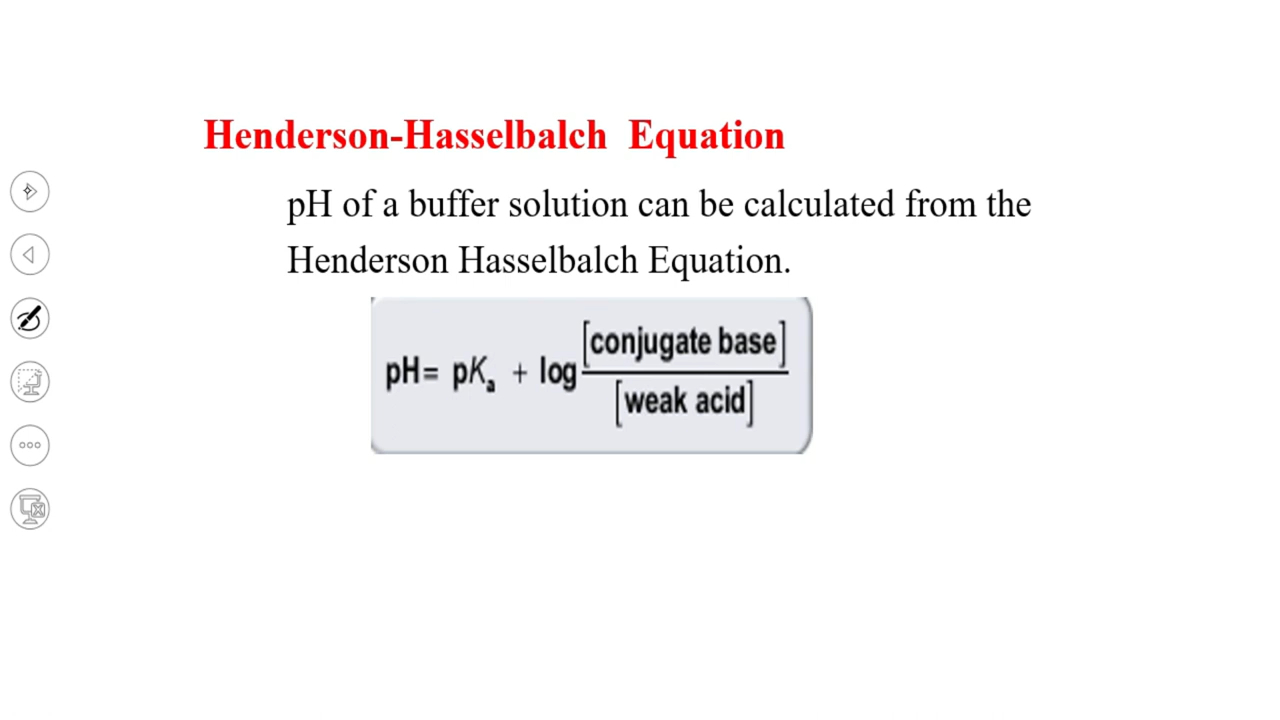 Henderson-Hasselbalch Equation
pH of a buffer solution can be calculated from the
Henderson Hasselbalch Equation.
pH= pKₐ + log [conjugate base]
[weak acid]